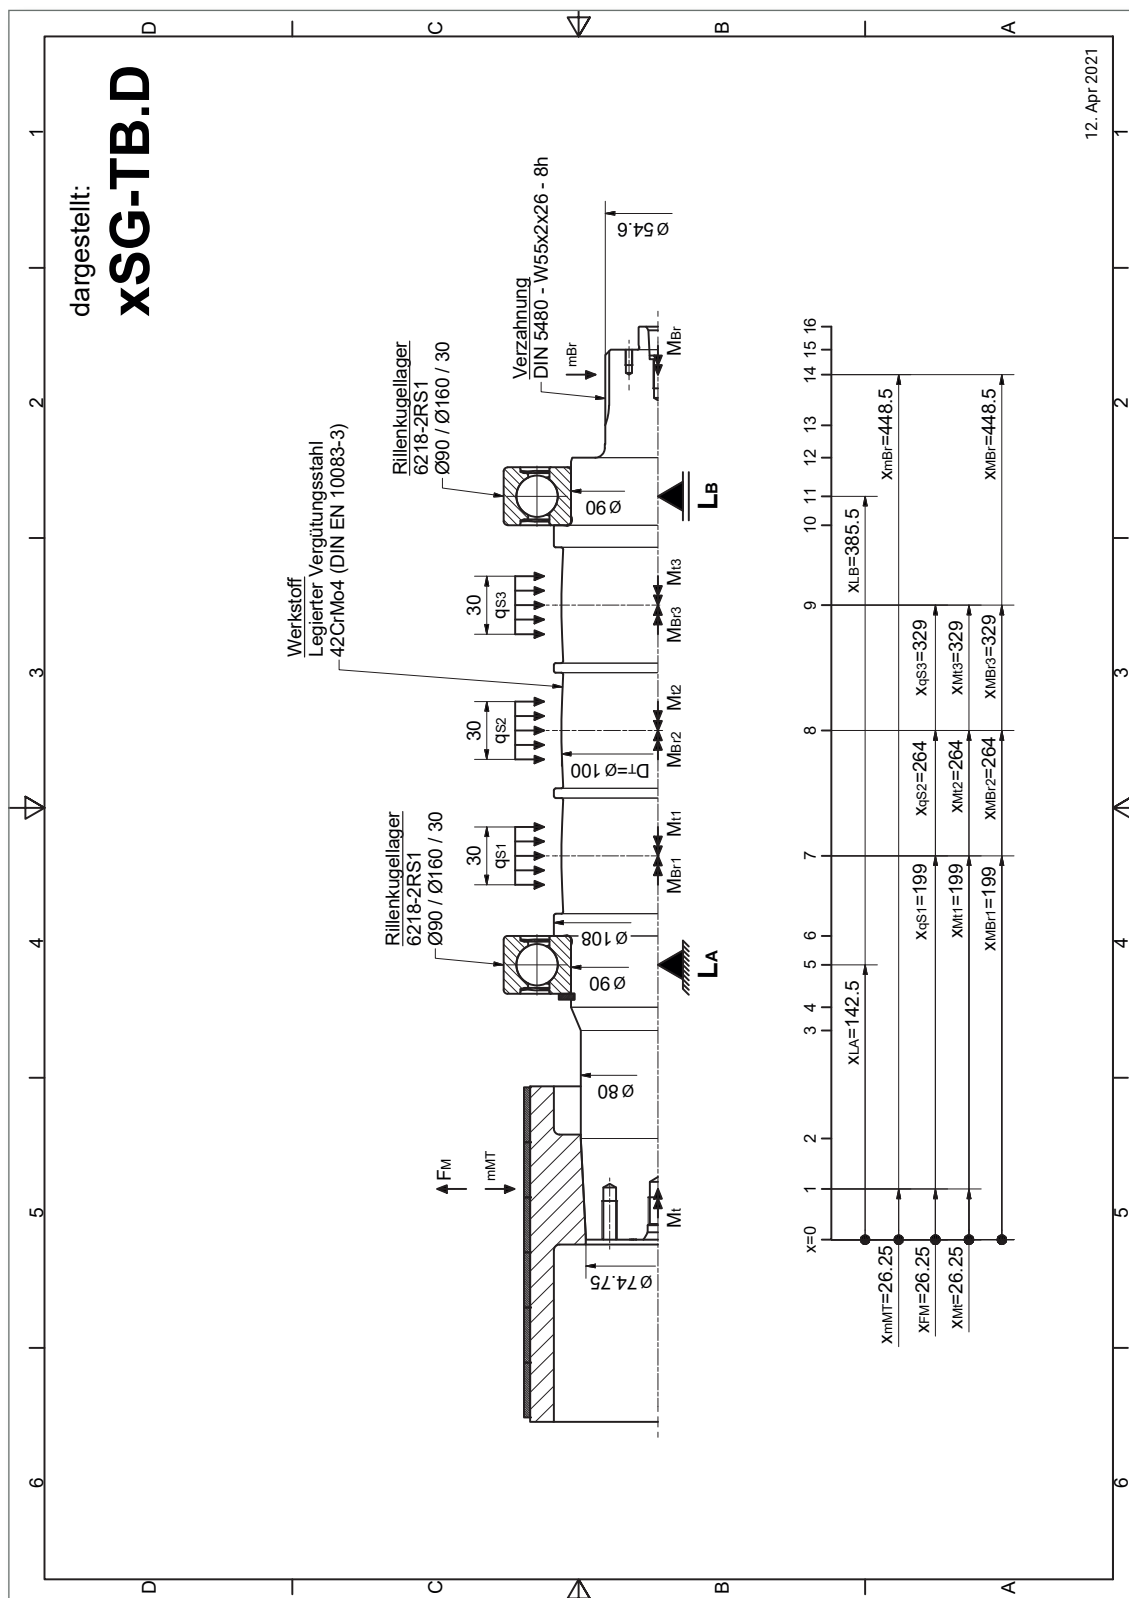 dargestellt:
xSG-TB.D
Werkstoff
Legierter Vergütungsstahl
42CrMo4 (DIN EN 10083-3)
Rillenkugellager
6218-2RS1
Ø90 / Ø160 / 30
Rillenkugellager
6218-2RS1
Ø90 / Ø160 / 30
Verzahnung
DIN 5480 - W55x2x26 - 8h
FM
mMT
30
qS1
30
qS2
30
qS3
mBr
Ø74.75
Ø80
Ø90
Ø108
DT=Ø100
Ø90
Ø54.6
Mt
MBr1
Mt1
MBr2
Mt2
MBr3
Mt3
MBr
LA
LB
x=0 1 2 3 4 5 6 7 8 9 10 11 12 13 14 15 16
xLA=142.5
xLB=385.5
xmMT=26.25
xmBr=448.5
xFM=26.25
xqS1=199
xqS2=264
xqS3=329
xMt=26.25
xMt1=199
xMt2=264
xMt3=329
xMBr1=199
xMBr2=264
xMBr3=329
xMBr=448.5
12. Apr 2021
6 5 4 3 2 1
6 5 4 3 2 1
D C B A
D C B A